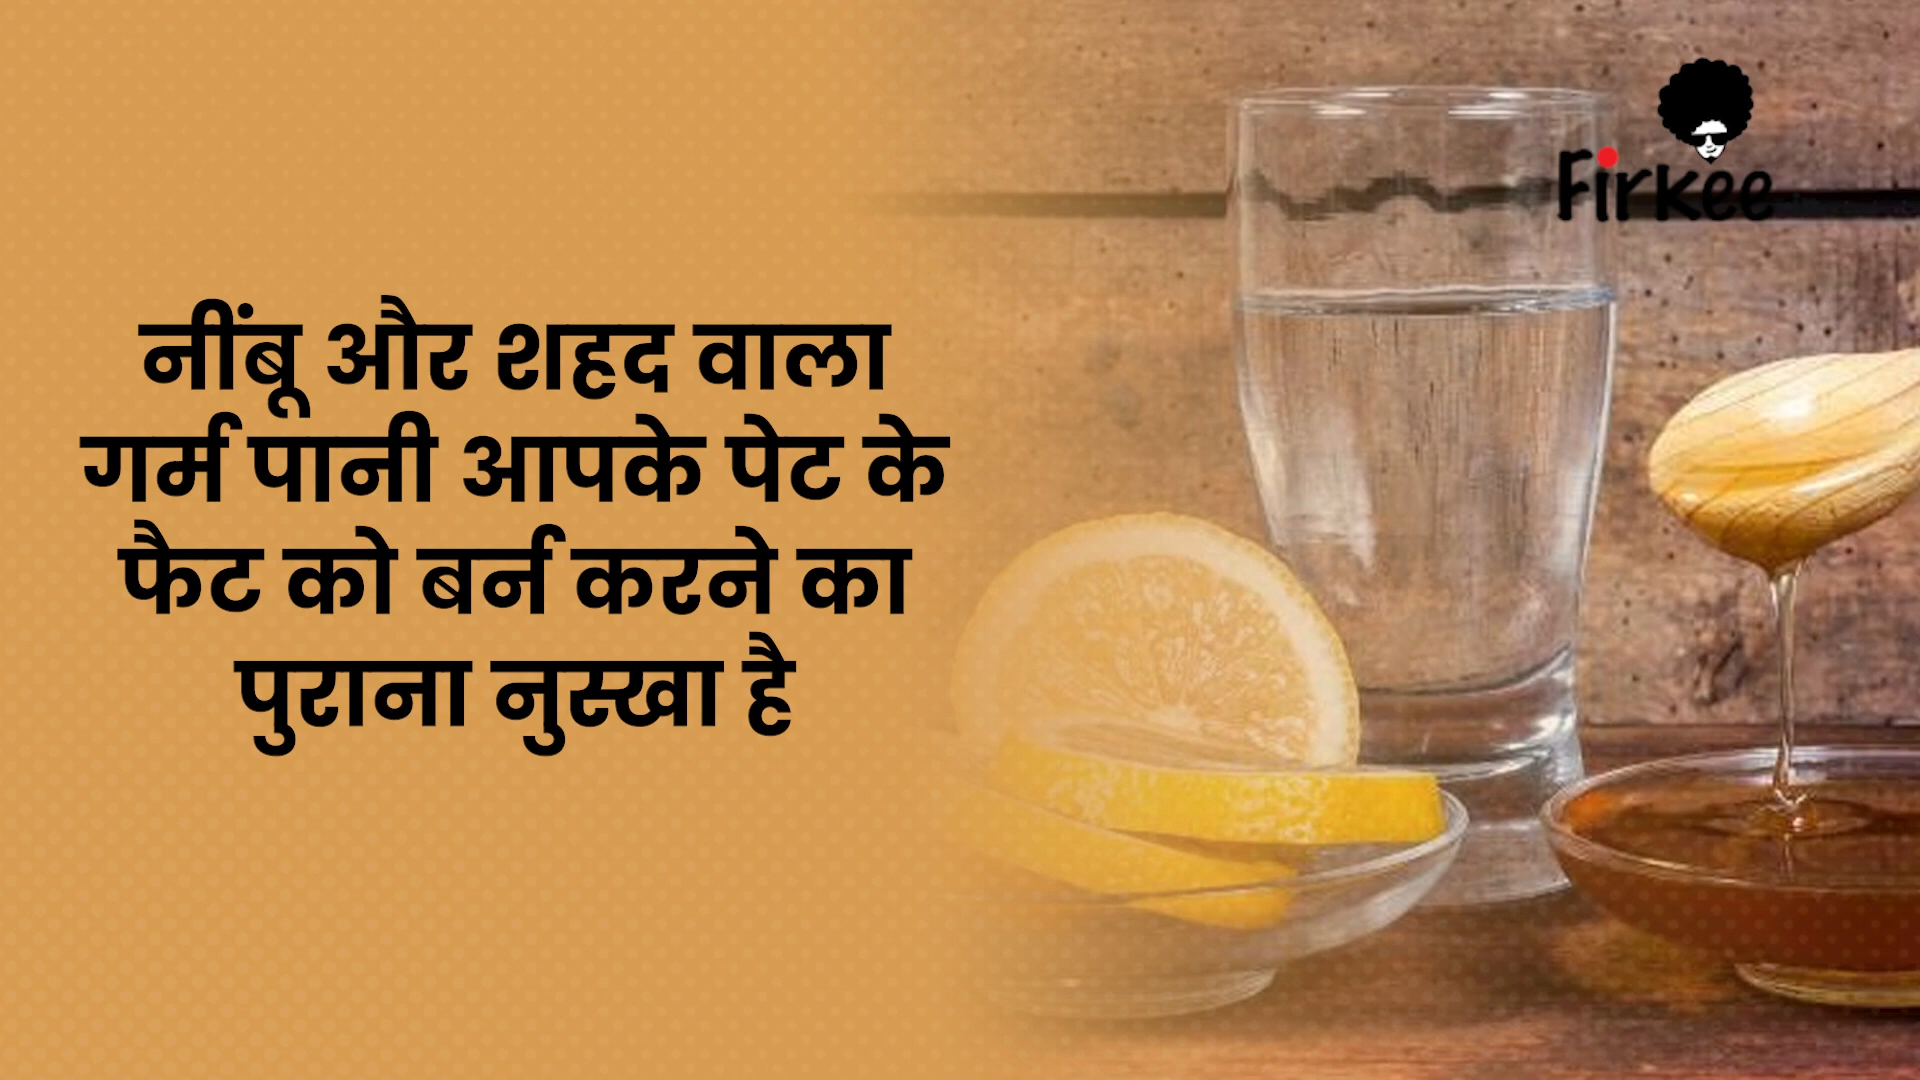 Firkee
नींबू और शहद वाला
गर्म पानी आपके पेट के
फैट को बर्न करने का
पुराना नुस्खा है